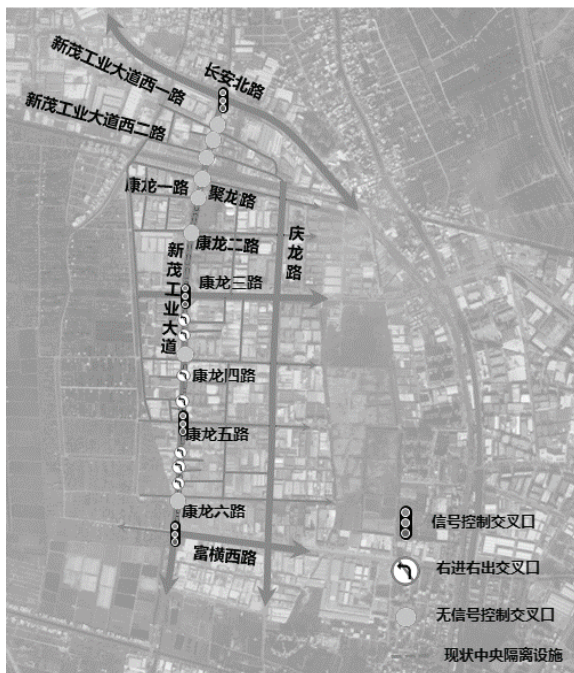 新茂工业大道西一路
长安北路
新茂工业大道西二路
康龙一路
聚龙路
康龙二路
庆龙路
新茂工业大道
康龙三路
康龙四路
康龙五路
康龙六路
富横西路
信号控制交叉口
右进右出交叉口
无信号控制交叉口
现状中央隔离设施